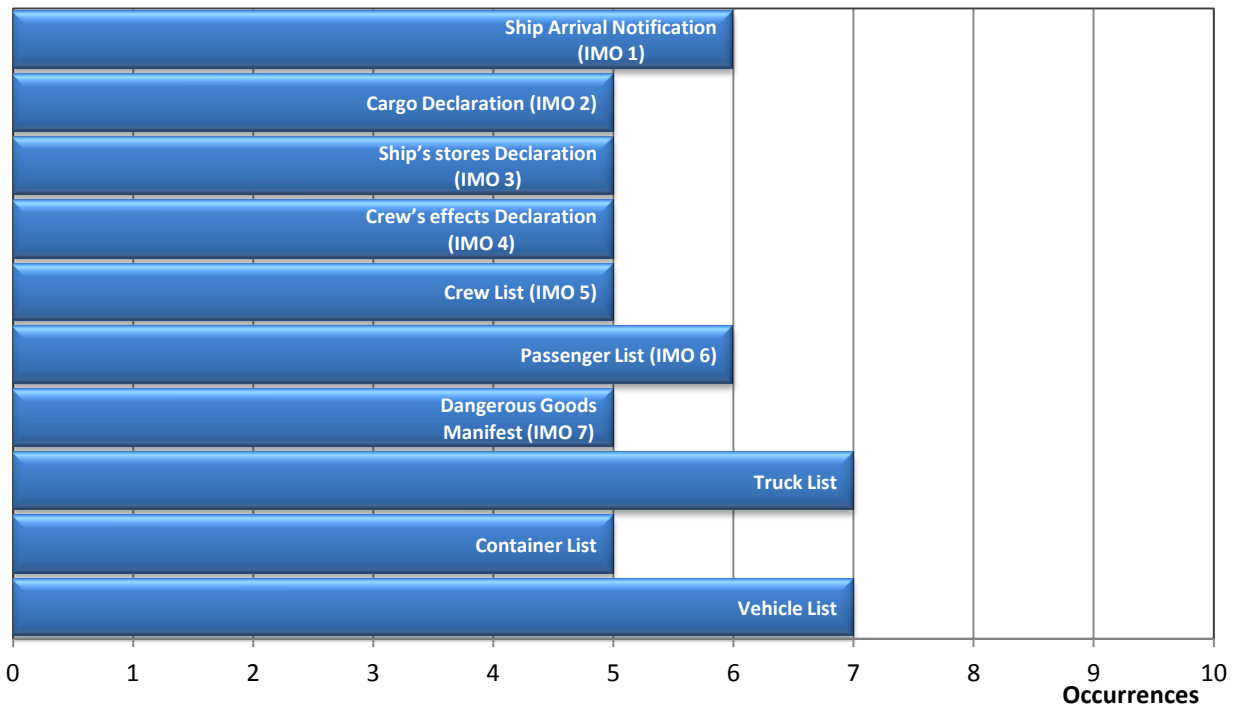 Ship Arrival Notification
(IMO 1)
Cargo Declaration (IMO 2)
Ship’s stores Declaration
(IMO 3)
Crew’s effects Declaration
(IMO 4)
Crew List (IMO 5)
Passenger List (IMO 6)
Dangerous Goods
Manifest (IMO 7)
Truck List
Container List
Vehicle List
0 1 2 3 4 5 6 7 8 9 10
Occurrences